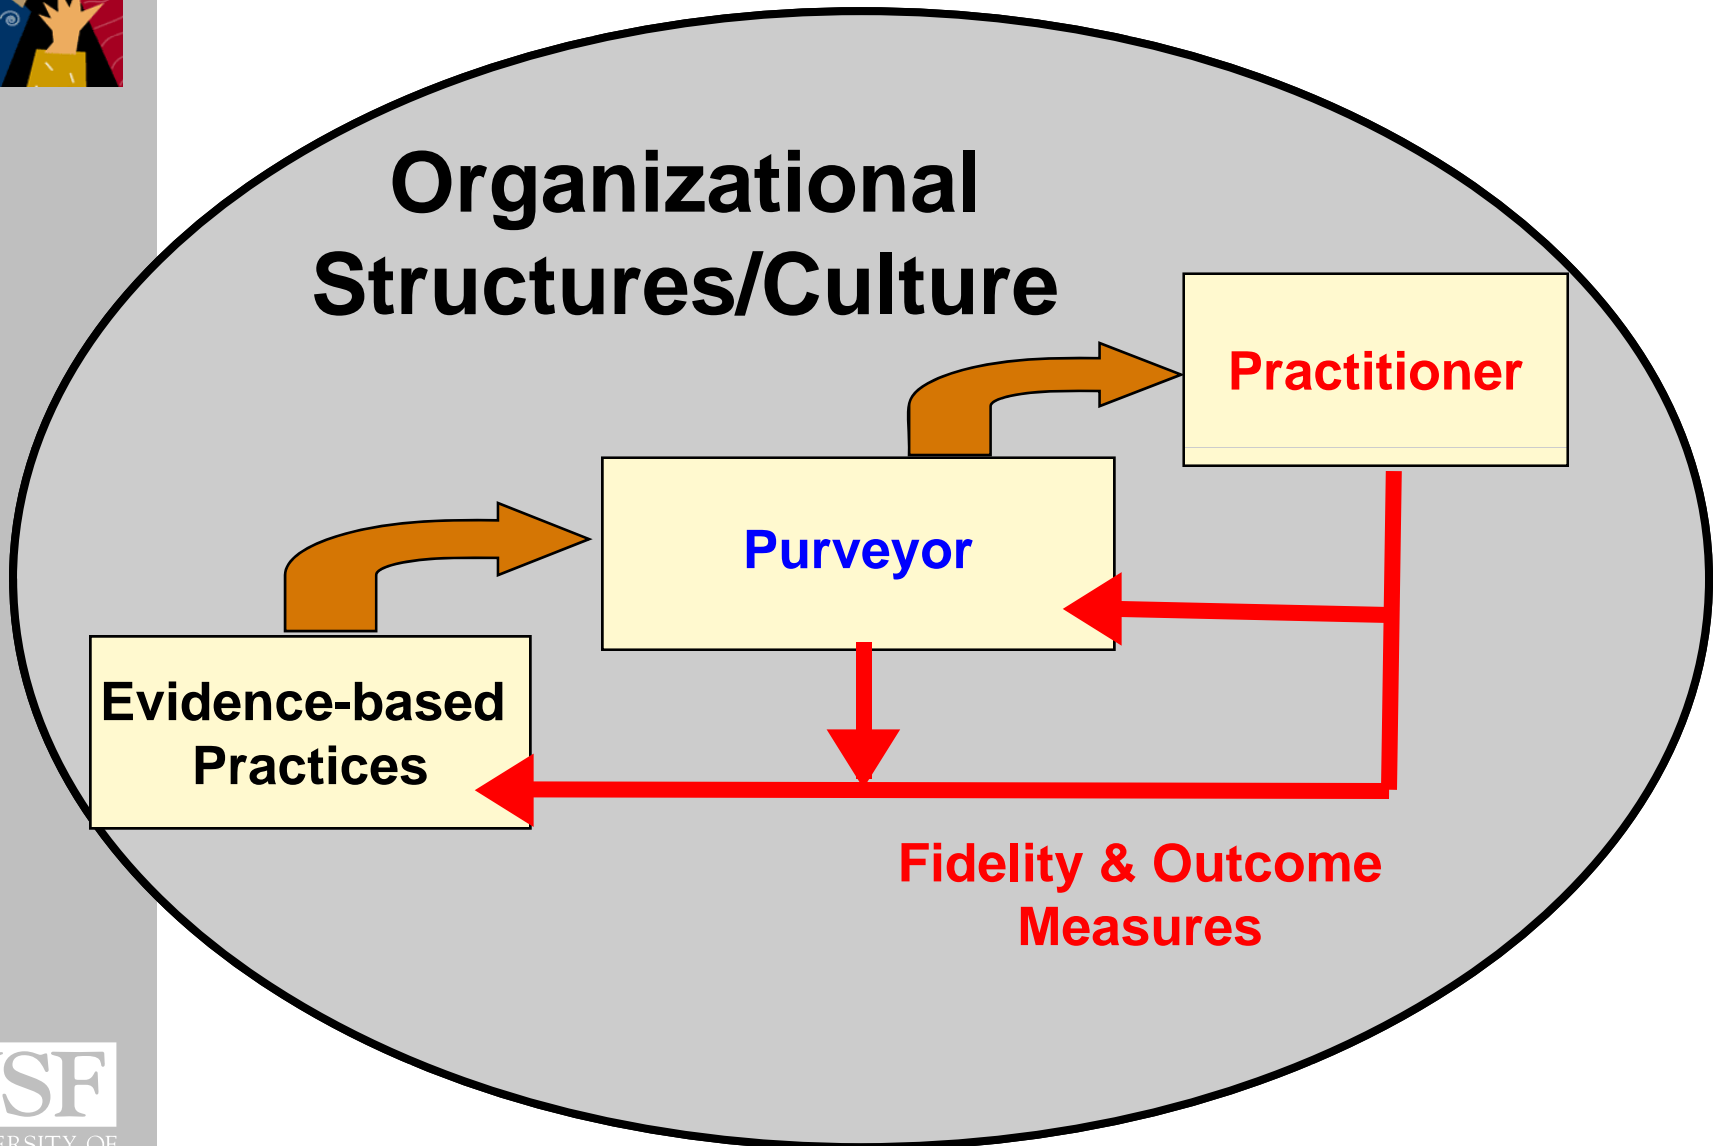 Organizational
Structures/Culture
Practitioner
Purveyor
Evidence-based
Practices
Fidelity & Outcome
Measures
SF